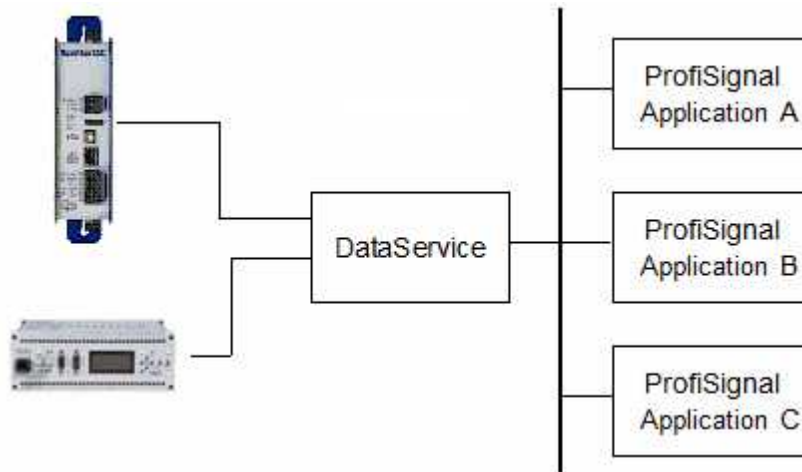 DataService
ProfiSignal
Application A
ProfiSignal
Application B
ProfiSignal
Application C